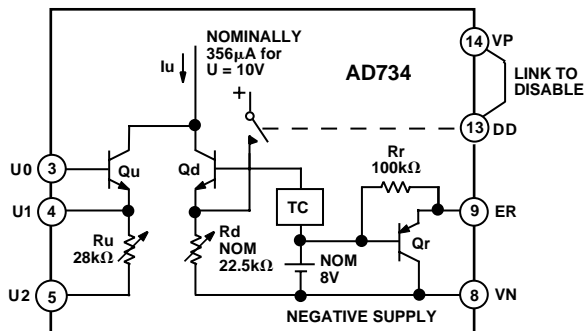 NOMINALLY
356µA for
U = 10V
Iu
AD734
14 VP
LINK TO
DISABLE
+
13 DD
U0 3
Qu
Qd
Rr
100kΩ
TC
U1 4
9 ER
Ru
28kΩ
Rd
NOM
22.5kΩ
Qr
NOM
8V
U2 5
8 VN
NEGATIVE SUPPLY